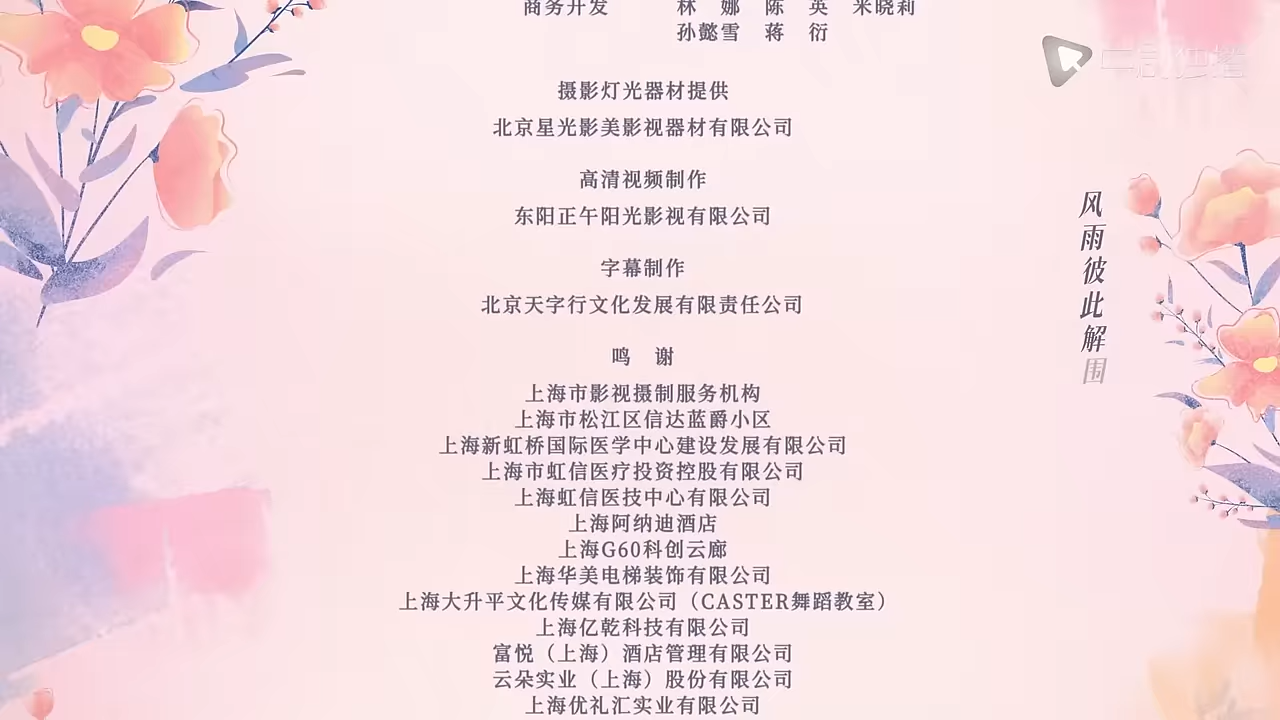 商务开发 林 娜 陈 英 米晓莉
孙懿雪 蒋 衍
摄影灯光器材提供
北京星光影美影视器材有限公司
高清视频制作
东阳正午阳光影视有限公司
字幕制作
北京天字行文化发展有限责任公司
鸣 谢
上海市影视摄制服务机构
上海市松江区信达蓝爵小区
上海新虹桥国际医学中心建设发展有限公司
上海市虹信医疗投资控股有限公司
上海虹信医技中心有限公司
上海阿纳迪酒店
上海G60科创云廊
上海华美电梯装饰有限公司
上海大升平文化传媒有限公司（CASTER舞蹈教室）
上海亿乾科技有限公司
富悦（上海）酒店管理有限公司
云朵实业（上海）股份有限公司
上海优礼汇实业有限公司
风雨彼此解围